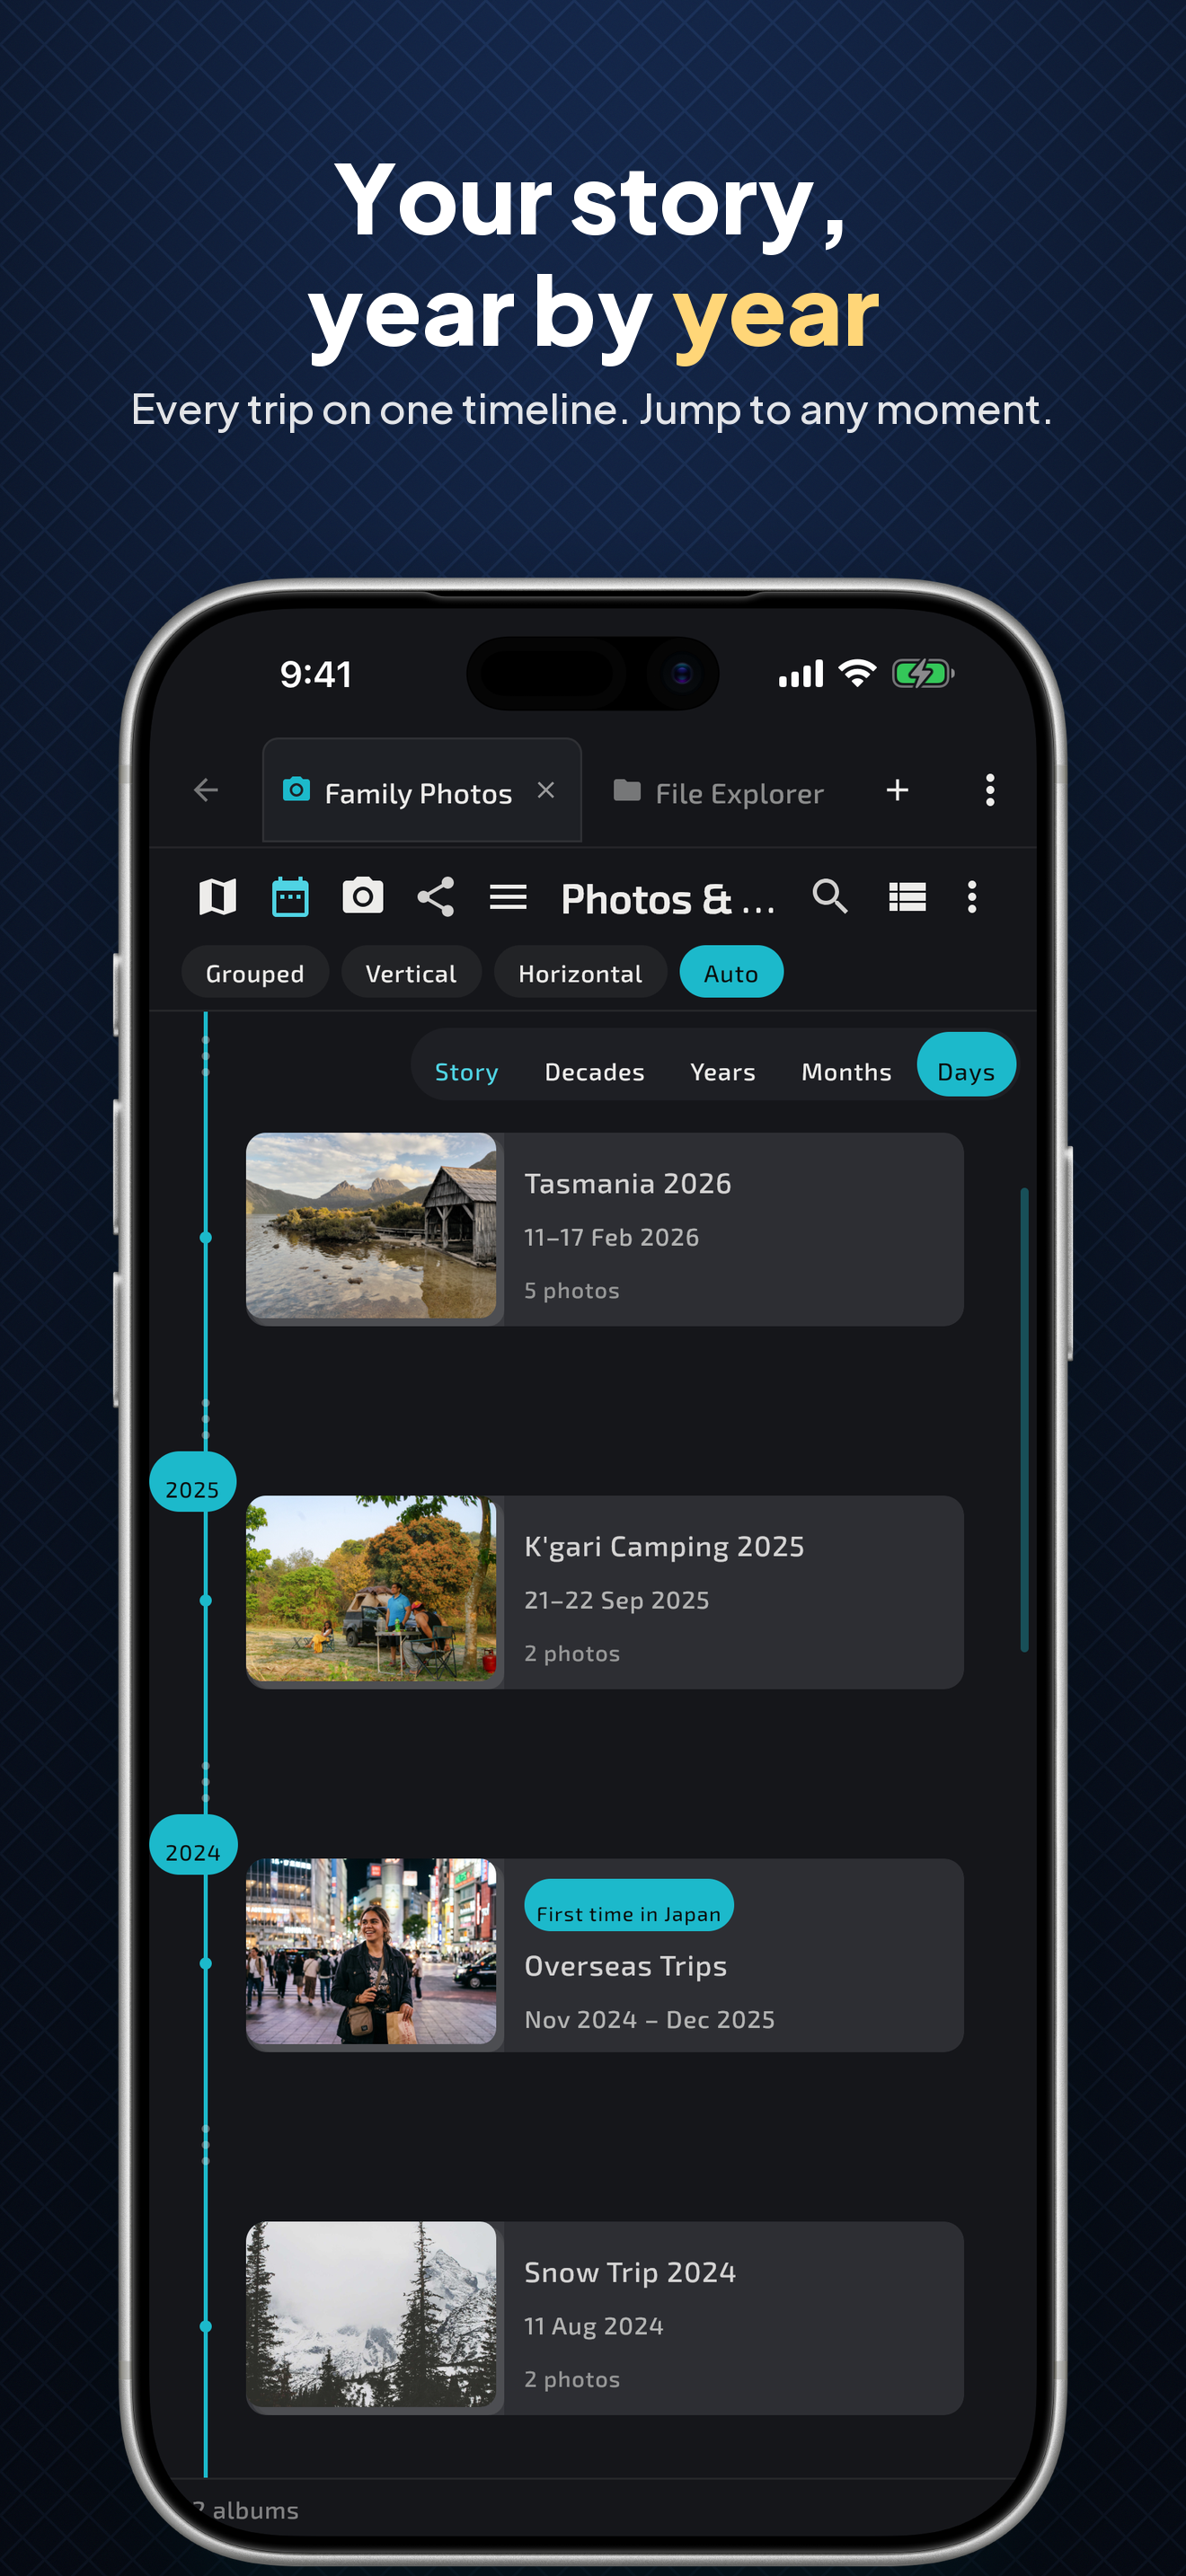 Your story,
year by year
Every trip on one timeline. Jump to any moment.
9:41
Family Photos
File Explorer
Photos & ...
Grouped Vertical Horizontal Auto
Story Decades Years Months Days
Tasmania 2026
11–17 Feb 2026
5 photos
2025
K'gari Camping 2025
21–22 Sep 2025
2 photos
2024
First time in Japan
Overseas Trips
Nov 2024 – Dec 2025
Snow Trip 2024
11 Aug 2024
2 photos
albums